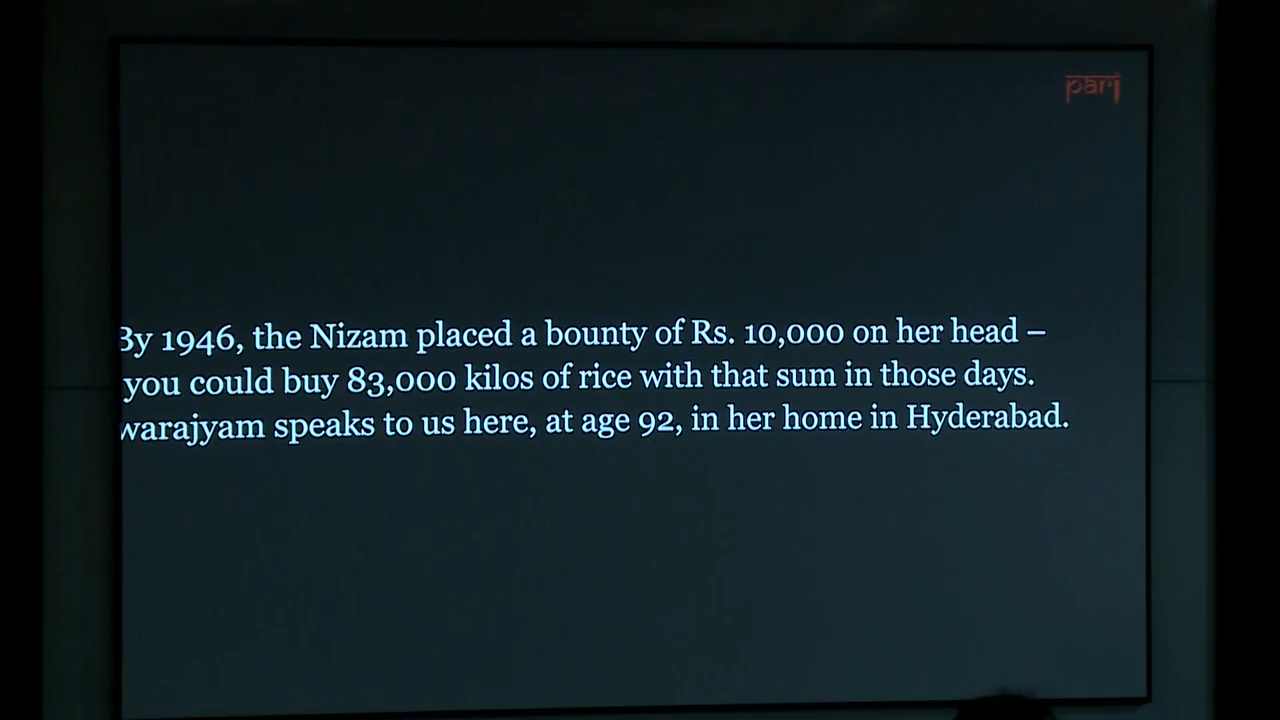 pari
By 1946, the Nizam placed a bounty of Rs. 10,000 on her head –
you could buy 83,000 kilos of rice with that sum in those days.
warajyam speaks to us here, at age 92, in her home in Hyderabad.